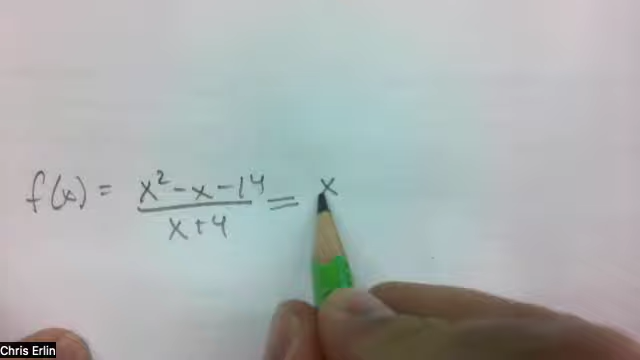 f(x) = x² - x - 14 / x + 4 = x
Chris Erlin